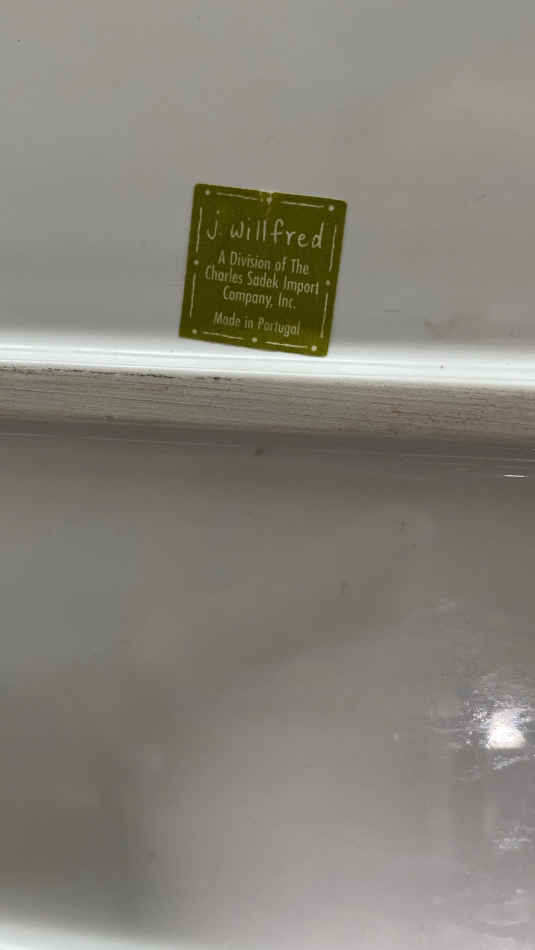 j. willfred
A Division of The
Charles Sadek Import
Company, Inc.
Made in Portugal